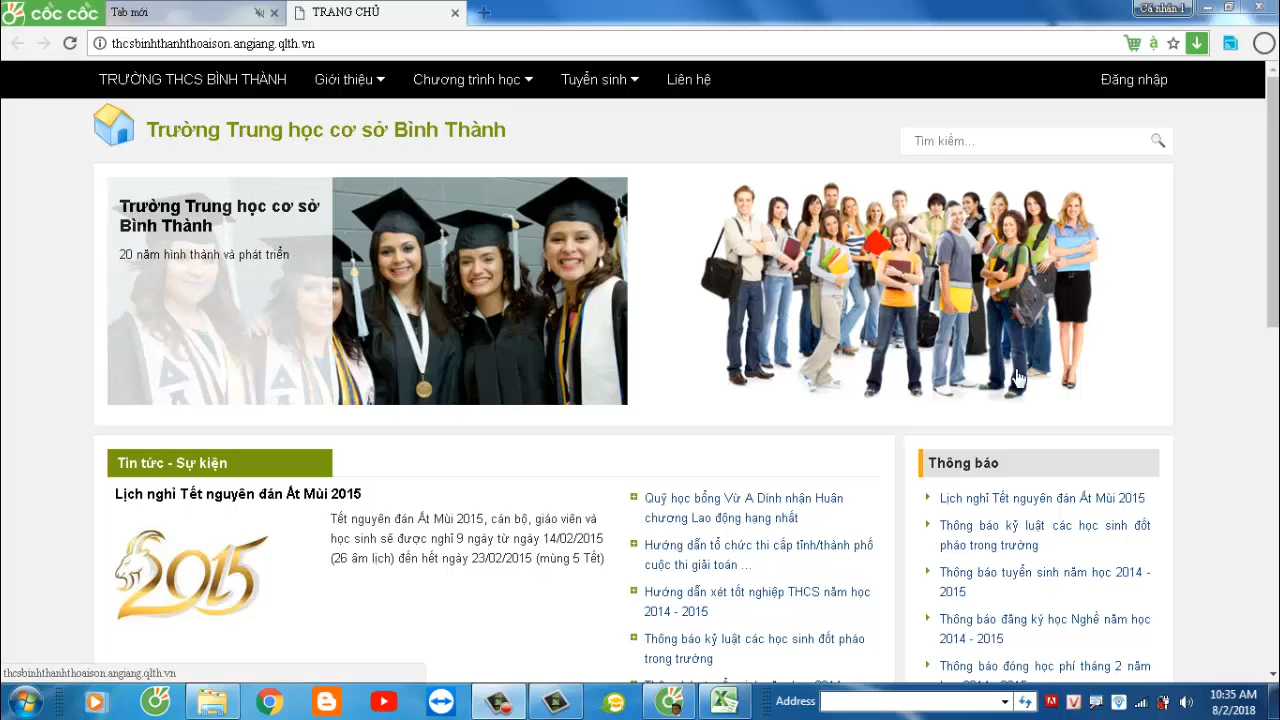 cốc cốc
Tab mới
TRANG CHỦ
Cá nhân 1
thcsbinhthanhthoaison.angiang.qlth.vn
TRƯỜNG THCS BÌNH THÀNH
Giới thiệu
Chương trình học
Tuyển sinh
Liên hệ
Đăng nhập
Trường Trung học cơ sở Bình Thành
Tìm kiếm...
Trường Trung học cơ sở
Bình Thành
20 năm hình thành và phát triển
Tin tức - Sự kiện
Lịch nghỉ Tết nguyên đán Ất Mùi 2015
2015
Tết nguyên đán Ất Mùi 2015, cán bộ, giáo viên và
học sinh sẽ được nghỉ 9 ngày từ ngày 14/02/2015
(26 âm lịch) đến hết ngày 23/02/2015 (mùng 5 Tết)
Quỹ học bổng Vừ A Dính nhận Huân
chương Lao động hạng nhất
Hướng dẫn tổ chức thi cấp tỉnh/thành phố
cuộc thi giải toán ...
Hướng dẫn xét tốt nghiệp THCS năm học
2014 - 2015
Thông báo kỷ luật các học sinh đốt pháo
trong trường
Thông báo
Lịch nghỉ Tết nguyên đán Ất Mùi 2015
Thông báo kỷ luật các học sinh đốt
pháo trong trường
Thông báo tuyển sinh năm học 2014 -
2015
Thông báo đăng ký học Nghề năm học
2014 - 2015
Thông báo đóng học phí tháng 2 năm
thcsbinhthanhthoaison.angiang.qlth.vn
Address
10:35 AM
8/2/2018